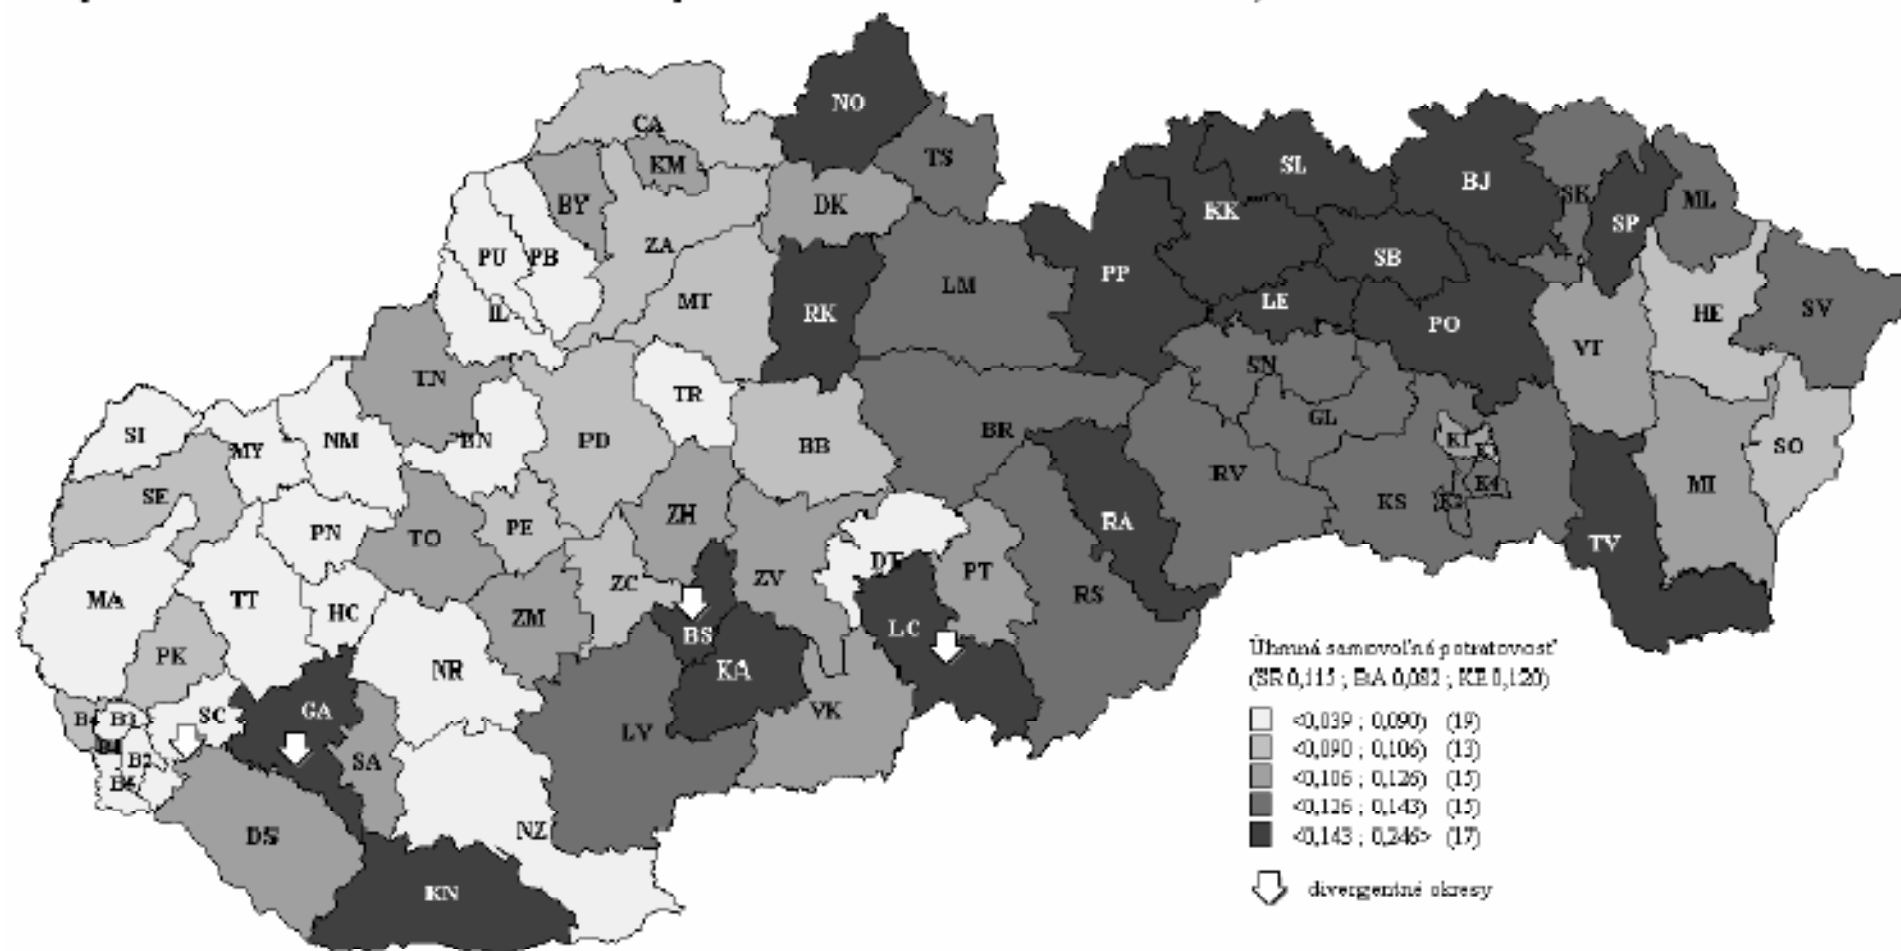 NO
CA
KM
TS
SL
BJ
SK
ML
SP
BY
DK
KK
ZA
PU
PB
SB
PP
LM
LE
MT
IL
RK
PO
HE
SV
VT
TN
SN
TR
SI
MY
NM
BN
PD
BB
BR
GL
K1
K3
SO
SE
RV
K4
KS
K2
MI
PN
PE
ZH
TO
RA
TV
DT
PT
ZV
ZC
MA
TT
HC
ZM
RS
BS
LC
PK
NR
KA
SC
GA
B4
B3
VK
LV
B1
B2
SA
B5
DS
NZ
KN
Úhrnná samovoľná potratovosť
(SR 0,115 ; BA 0,082 ; KE 0,120)
<0,039 ; 0,090) (19)
<0,090 ; 0,106) (13)
<0,106 ; 0,126) (15)
<0,126 ; 0,143) (15)
<0,143 ; 0,246> (17)
divergentné okresy